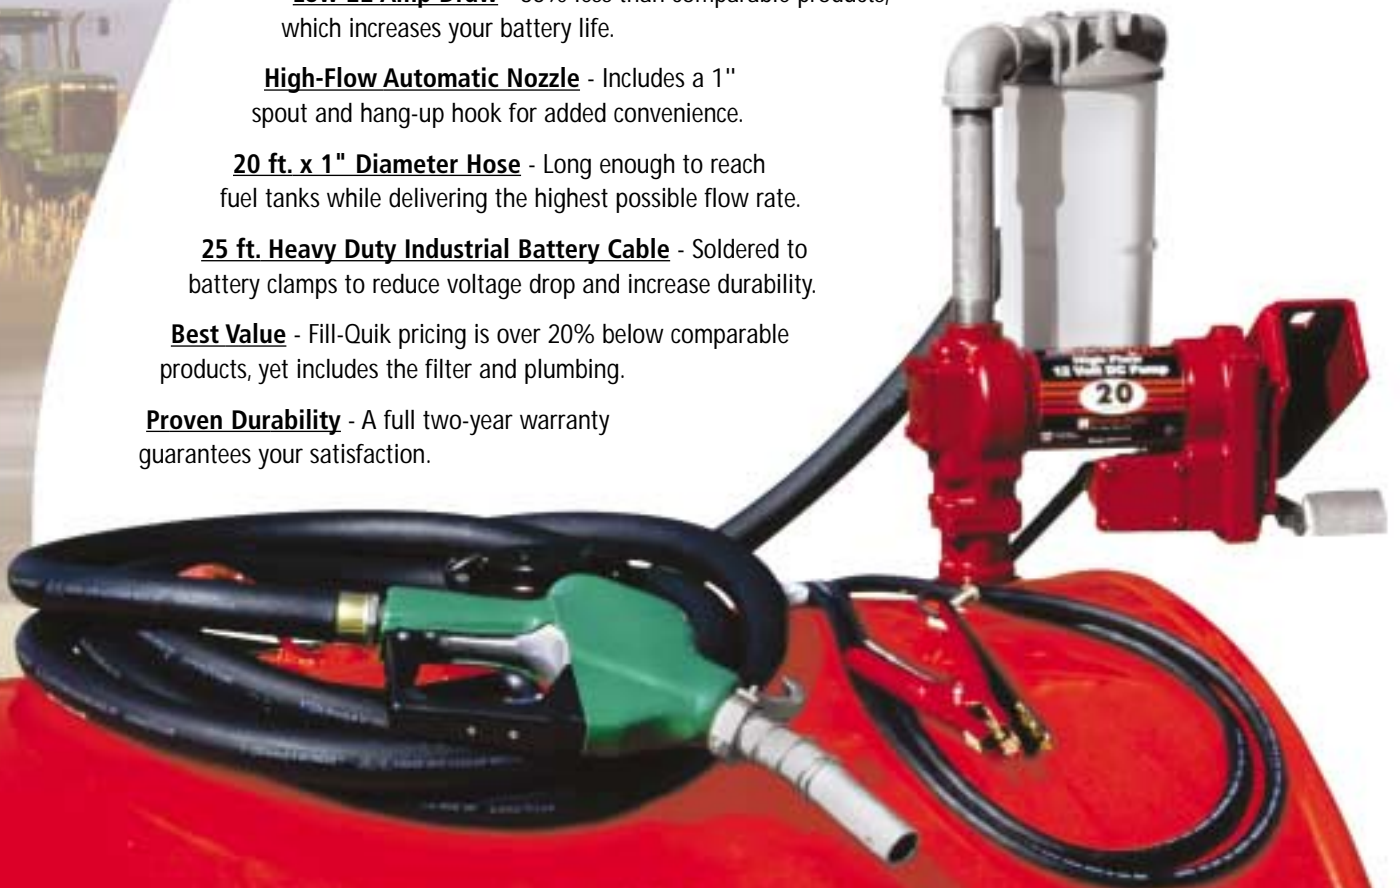 which increases your battery life.
High-Flow Automatic Nozzle - Includes a 1"
spout and hang-up hook for added convenience.
20 ft. x 1" Diameter Hose - Long enough to reach
fuel tanks while delivering the highest possible flow rate.
25 ft. Heavy Duty Industrial Battery Cable - Soldered to
battery clamps to reduce voltage drop and increase durability.
Best Value - Fill-Quik pricing is over 20% below comparable
products, yet includes the filter and plumbing.
Proven Durability - A full two-year warranty
guarantees your satisfaction.
High Flow
12 Volt DC Pump
20